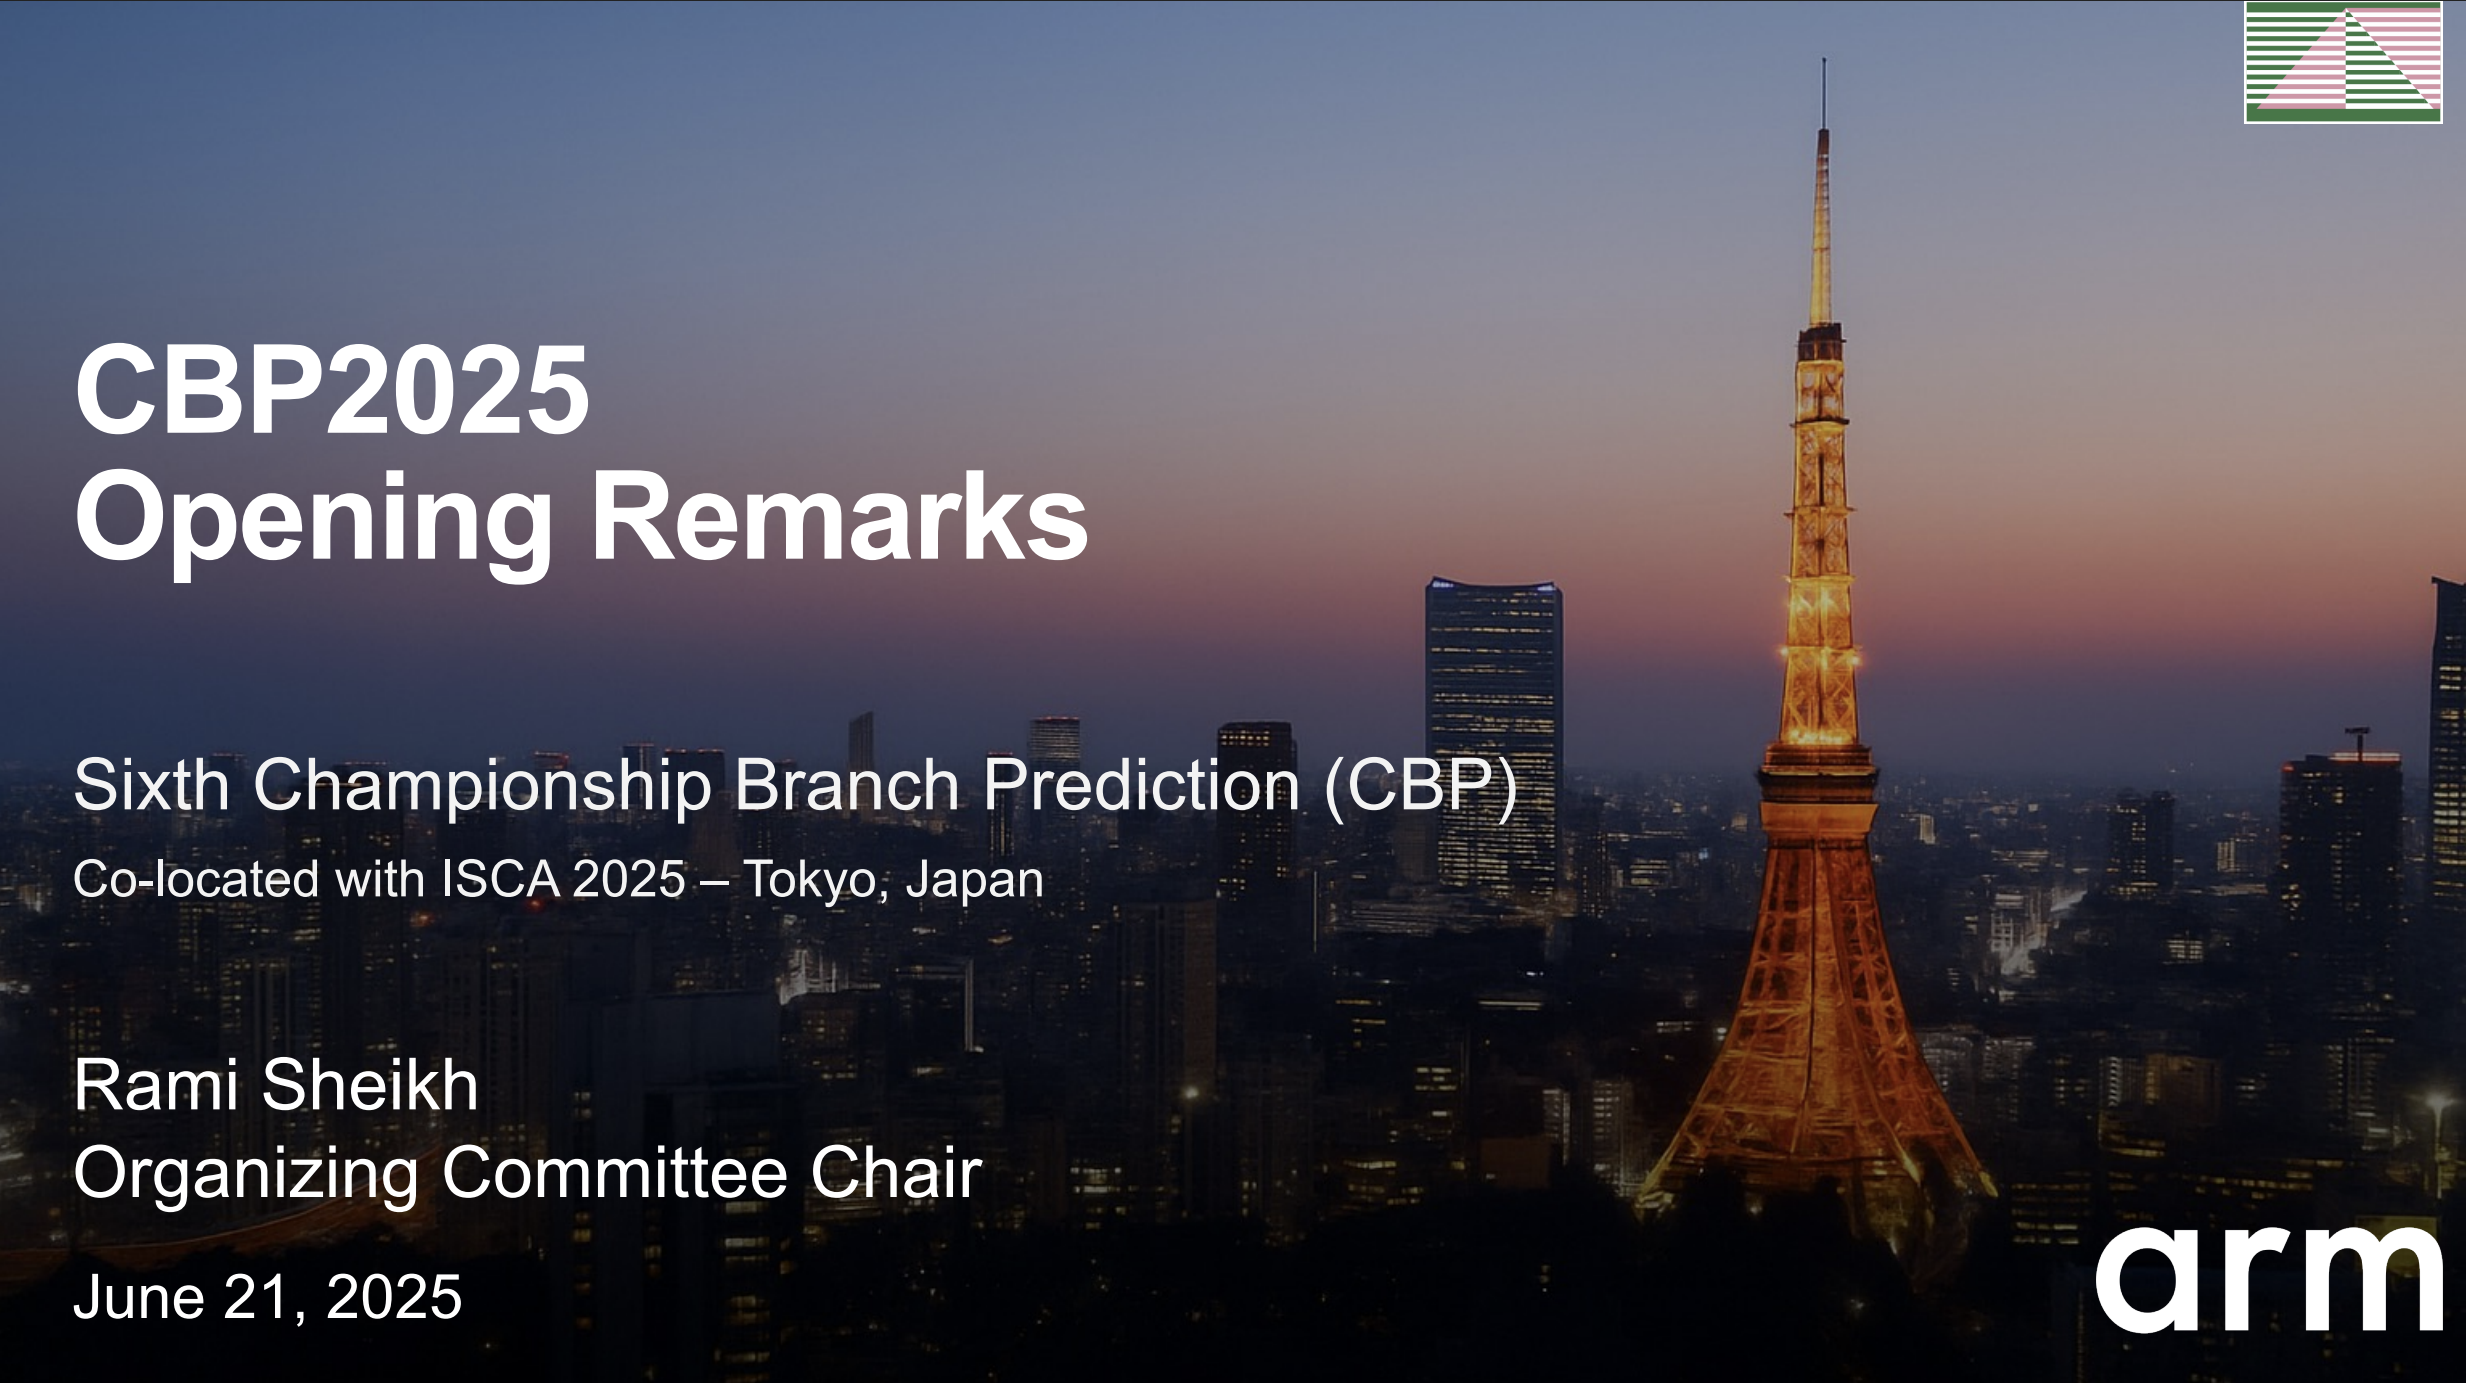 CBP2025
Opening Remarks
Sixth Championship Branch Prediction (CBP)
Co-located with ISCA 2025 – Tokyo, Japan
Rami Sheikh
Organizing Committee Chair
June 21, 2025
arm